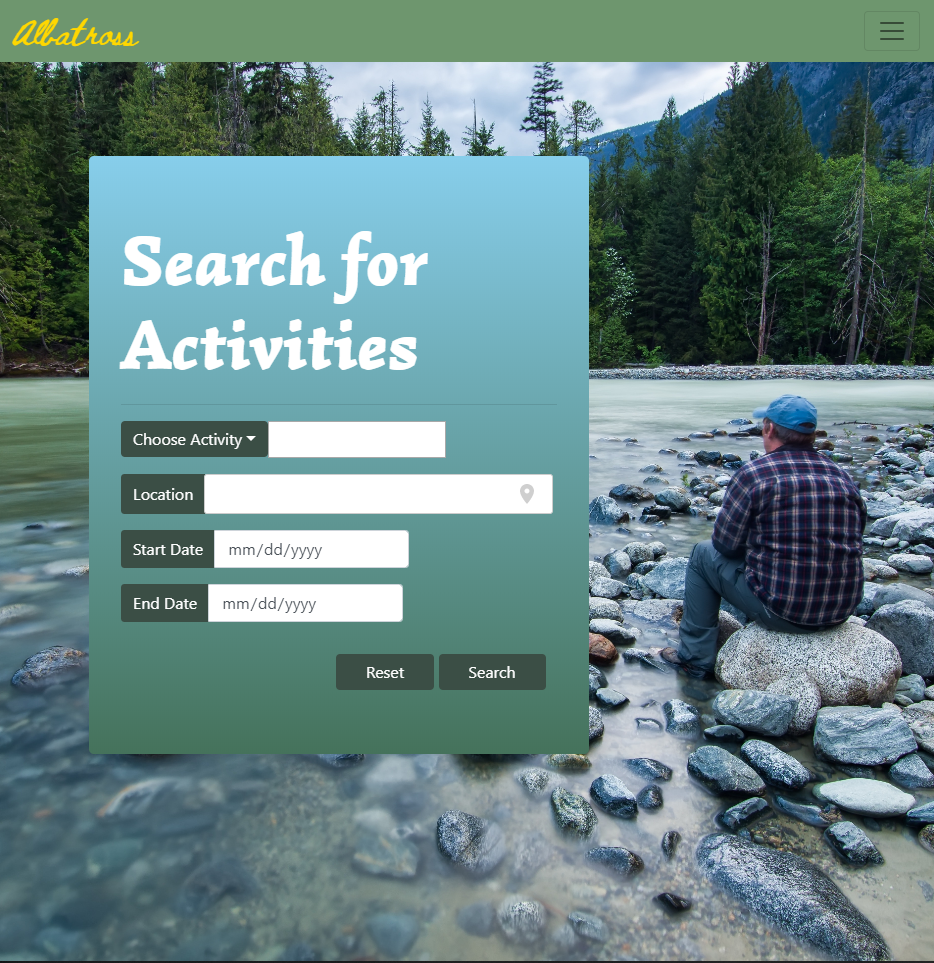 Albatross
Search for
Activities
Choose Activity
Location
Start Date mm/dd/yyyy
End Date mm/dd/yyyy
Reset Search